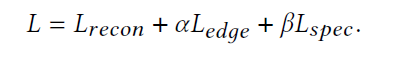 L = L_{recon} + αL_{edge} + βL_{spec}.